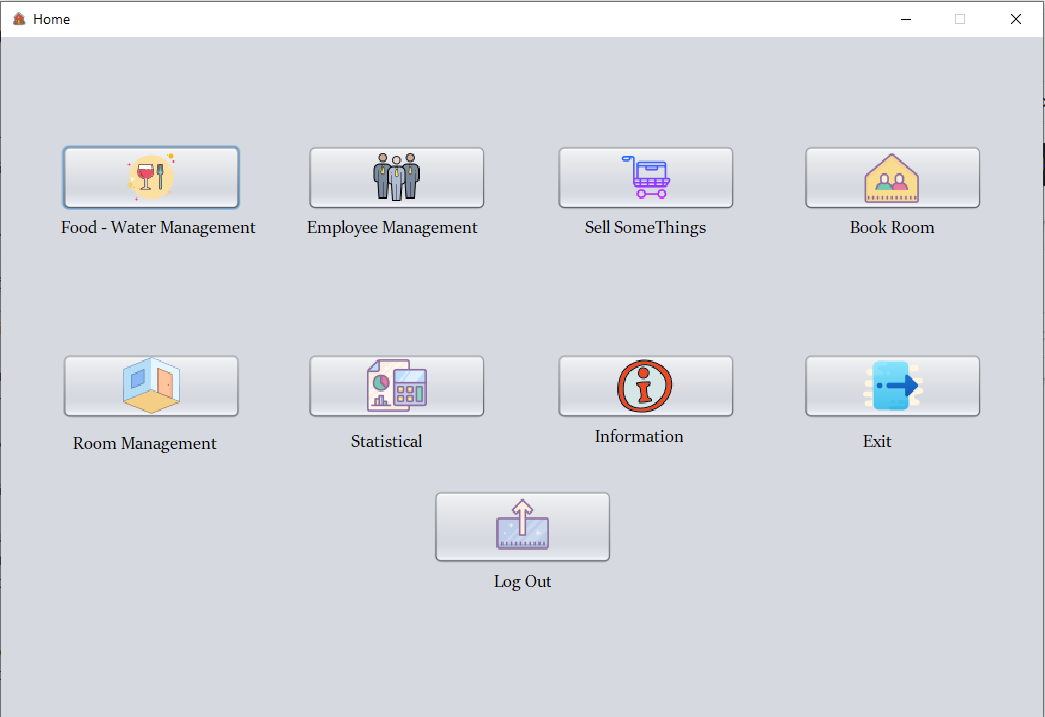 Home
Food - Water Management
Employee Management
Sell SomeThings
Book Room
Room Management
Statistical
Information
Exit
Log Out